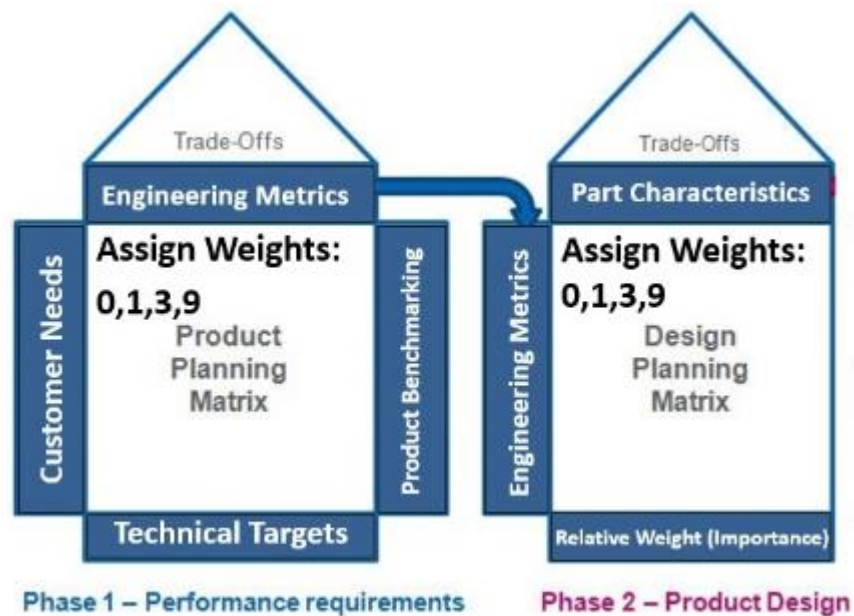 Trade-Offs
Engineering Metrics
Customer Needs
Assign Weights:
0,1,3,9
Product
Planning
Matrix
Product Benchmarking
Technical Targets
Phase 1 – Performance requirements
Trade-Offs
Part Characteristics
Engineering Metrics
Assign Weights:
0,1,3,9
Design
Planning
Matrix
Relative Weight (Importance)
Phase 2 – Product Design